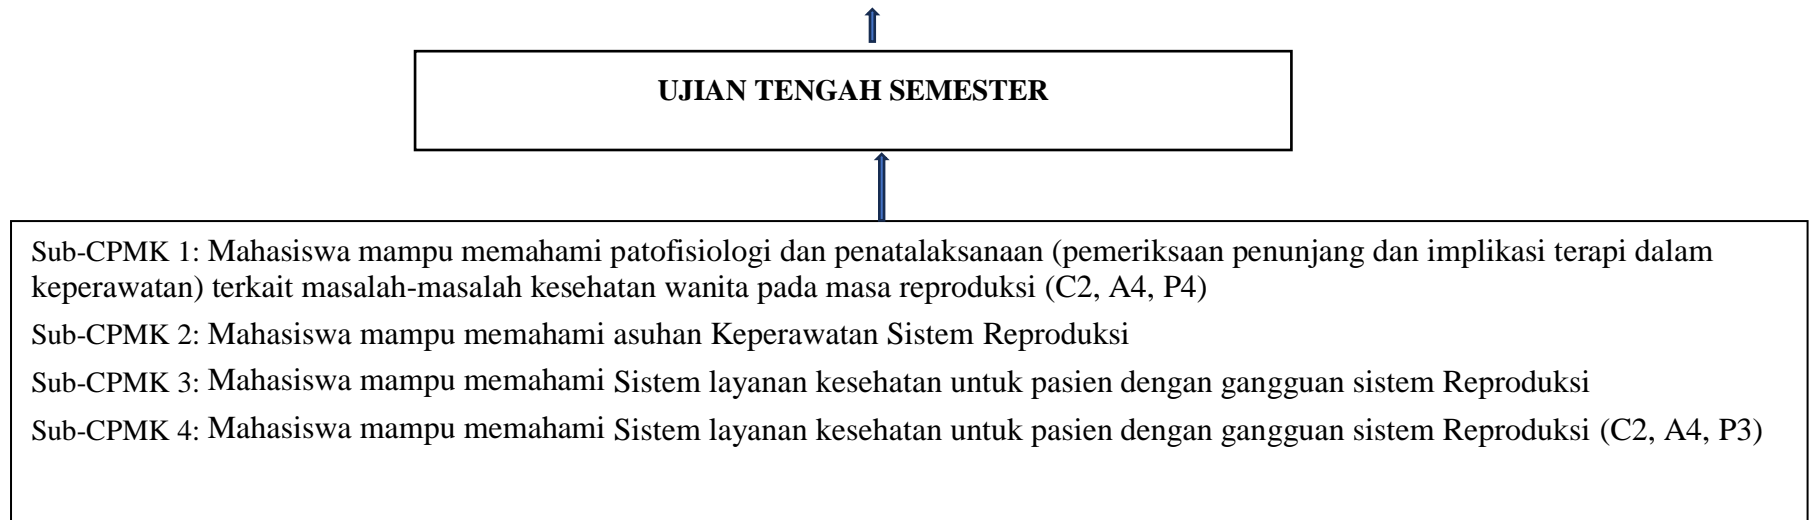 UJIAN TENGAH SEMESTER
Sub-CPMK 1: Mahasiswa mampu memahami patofisiologi dan penatalaksanaan (pemeriksaan penunjang dan implikasi terapi dalam
keperawatan) terkait masalah-masalah kesehatan wanita pada masa reproduksi (C2, A4, P4)
Sub-CPMK 2: Mahasiswa mampu memahami asuhan Keperawatan Sistem Reproduksi
Sub-CPMK 3: Mahasiswa mampu memahami Sistem layanan kesehatan untuk pasien dengan gangguan sistem Reproduksi
Sub-CPMK 4: Mahasiswa mampu memahami Sistem layanan kesehatan untuk pasien dengan gangguan sistem Reproduksi (C2, A4, P3)